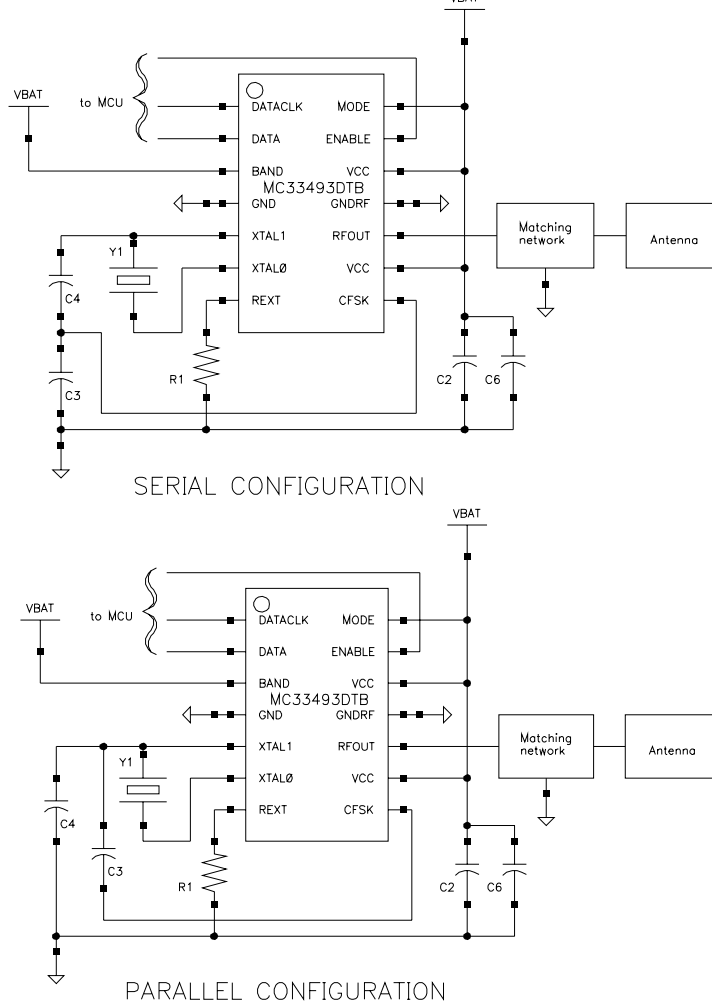 VBAT
VBAT
to MCU
DATACLK
MODE
DATA
ENABLE
BAND
VCC
MC33493DTB
GND
GNDRF
XTAL1
RFOUT
Matching
network
Antenna
Y1
XTALØ
VCC
C4
REXT
CFSK
R1
C3
C2
C6
SERIAL CONFIGURATION
VBAT
VBAT
to MCU
DATACLK
MODE
DATA
ENABLE
BAND
VCC
MC33493DTB
GND
GNDRF
XTAL1
RFOUT
Matching
network
Antenna
Y1
XTALØ
VCC
C4
REXT
CFSK
C3
R1
C2
C6
PARALLEL CONFIGURATION